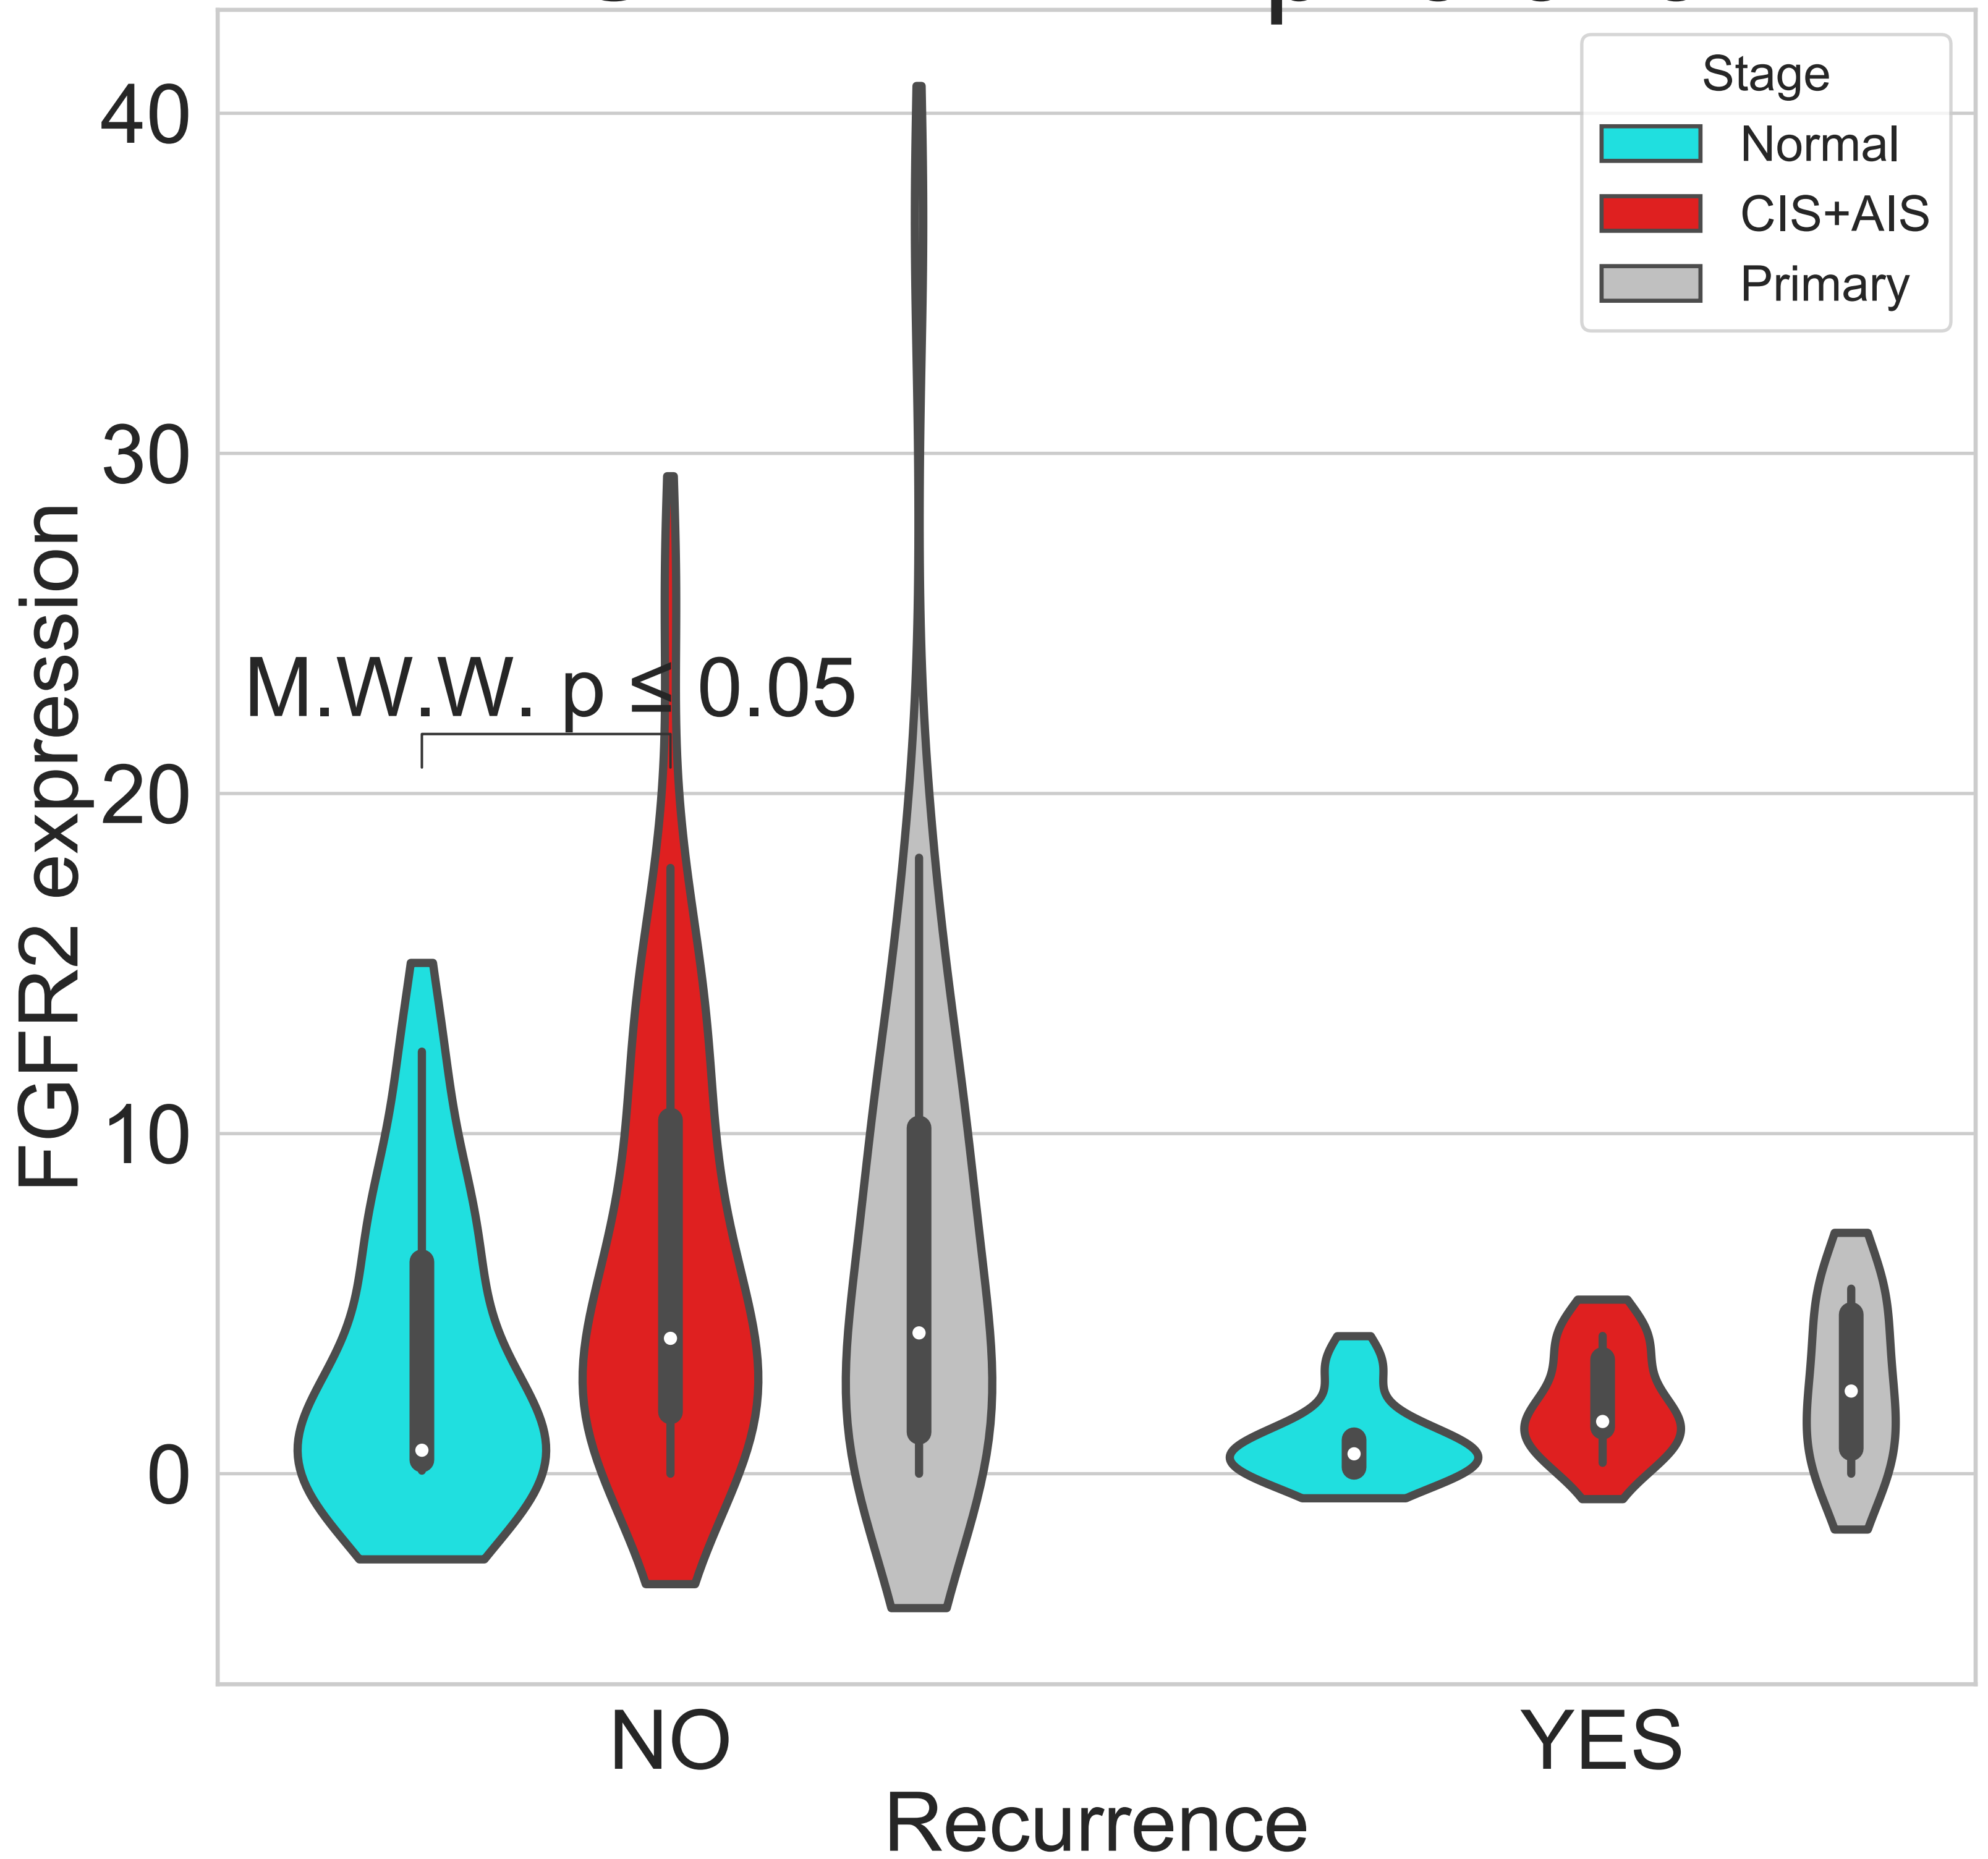 Stage
Normal
CIS+AIS
Primary
40
30
20
10
0
FGFR2 expression
M.W.W. p ≤ 0.05
NO
YES
Recurrence